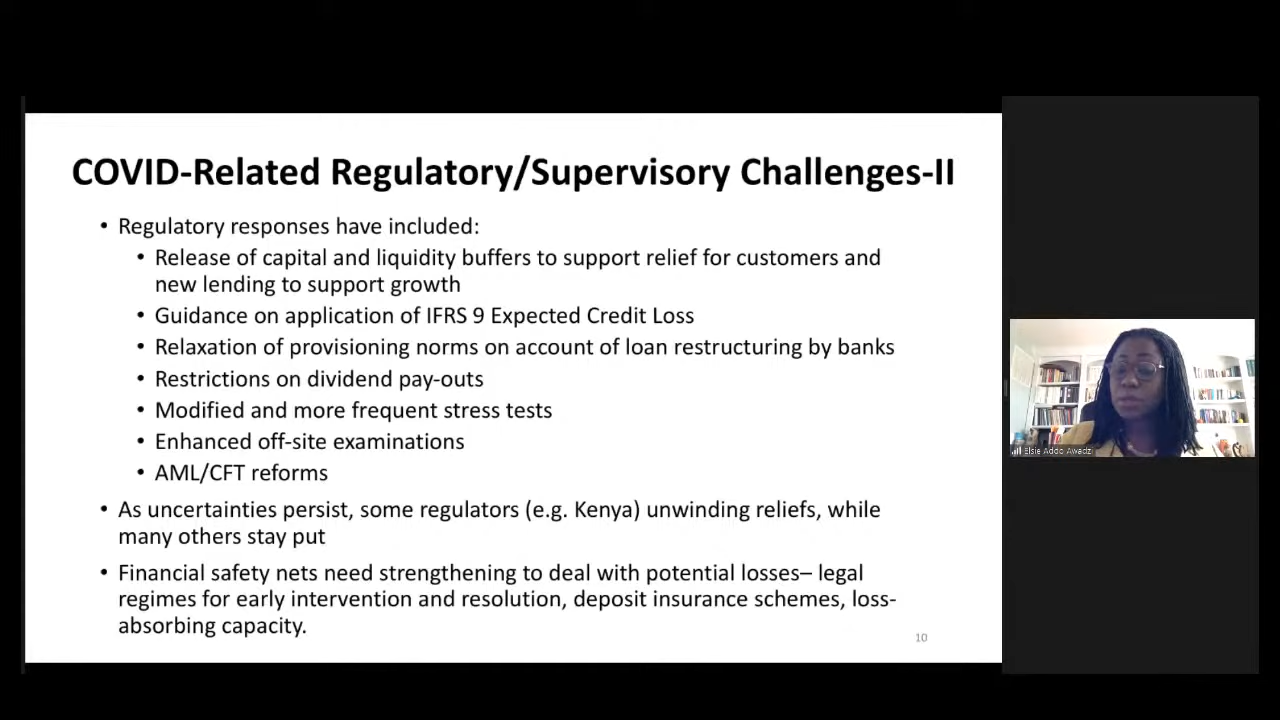 COVID-Related Regulatory/Supervisory Challenges-II
• Regulatory responses have included:
• Release of capital and liquidity buffers to support relief for customers and
new lending to support growth
• Guidance on application of IFRS 9 Expected Credit Loss
• Relaxation of provisioning norms on account of loan restructuring by banks
• Restrictions on dividend pay-outs
• Modified and more frequent stress tests
• Enhanced off-site examinations
• AML/CFT reforms
• As uncertainties persist, some regulators (e.g. Kenya) unwinding reliefs, while
many others stay put
• Financial safety nets need strengthening to deal with potential losses– legal
regimes for early intervention and resolution, deposit insurance schemes, loss-
absorbing capacity.
10
Elsie Addo Awadzi